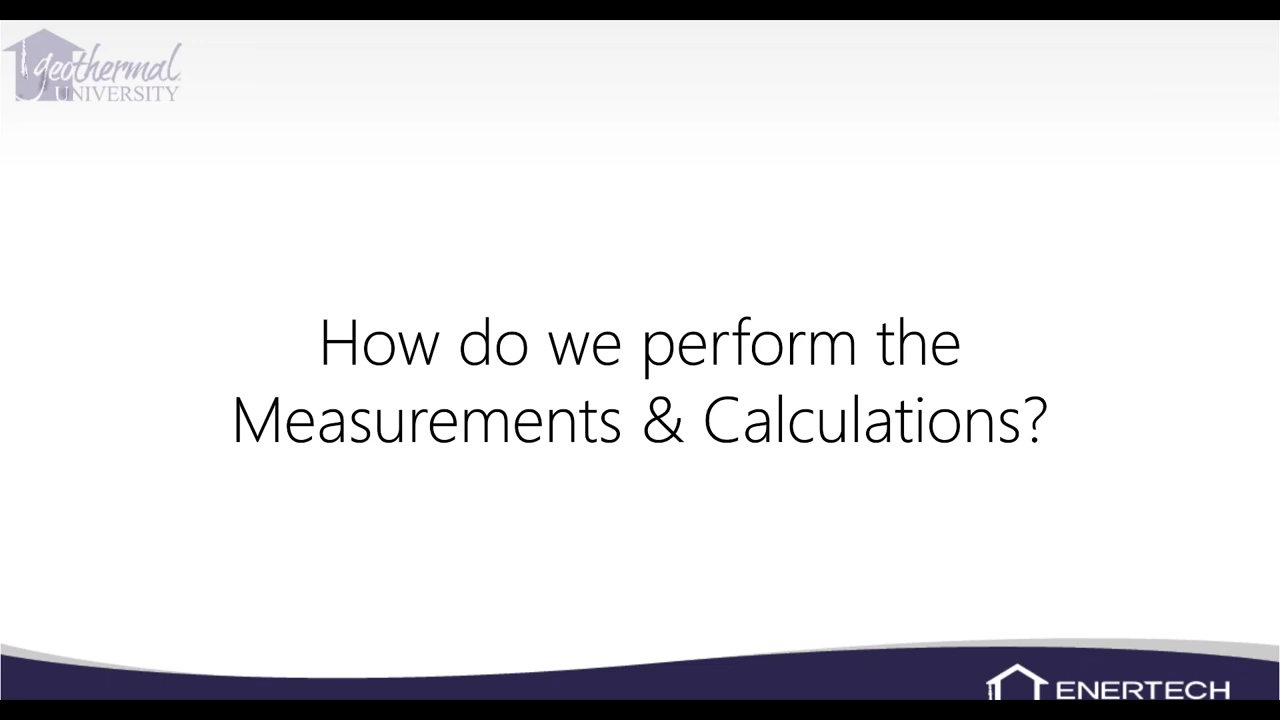 geothermal
UNIVERSITY
How do we perform the
Measurements & Calculations?
ENERTECH